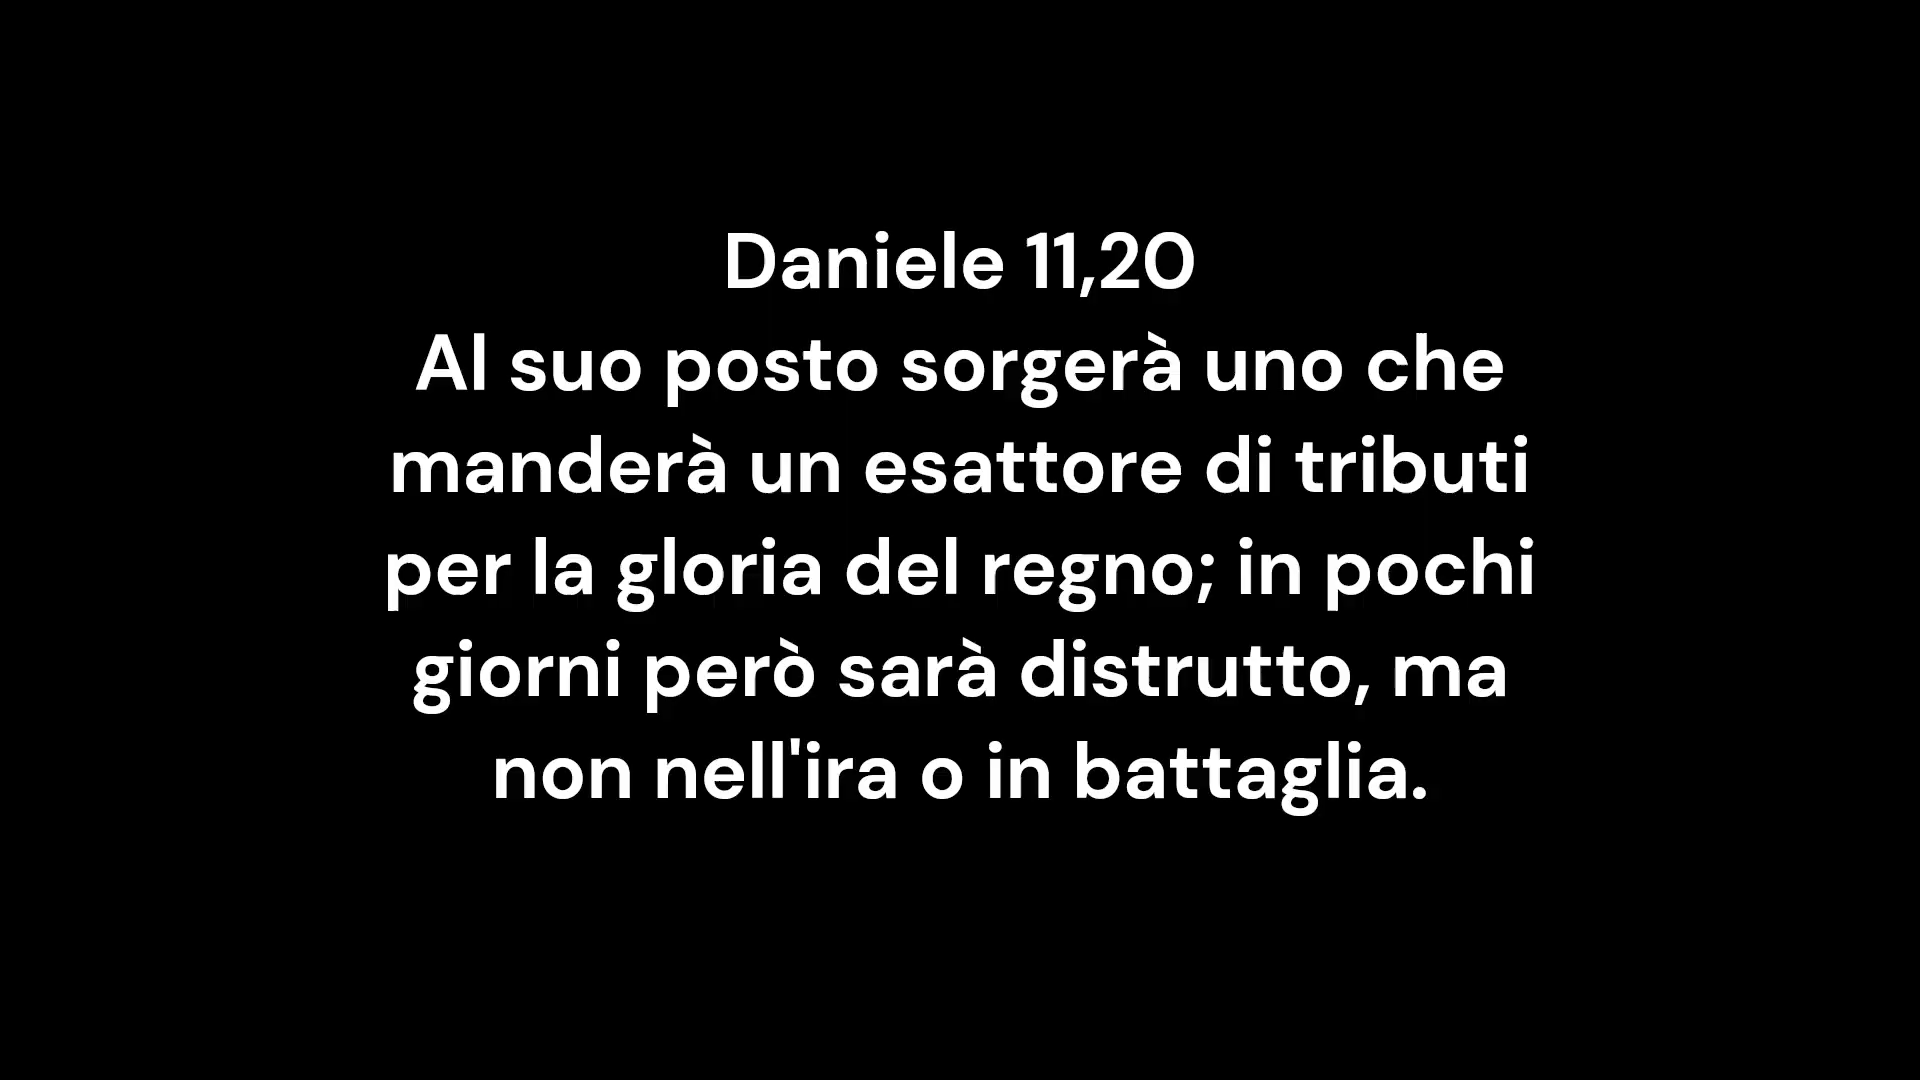 Daniele 11,20
Al suo posto sorgerà uno che
manderà un esattore di tributi
per la gloria del regno; in pochi
giorni però sarà distrutto, ma
non nell'ira o in battaglia.